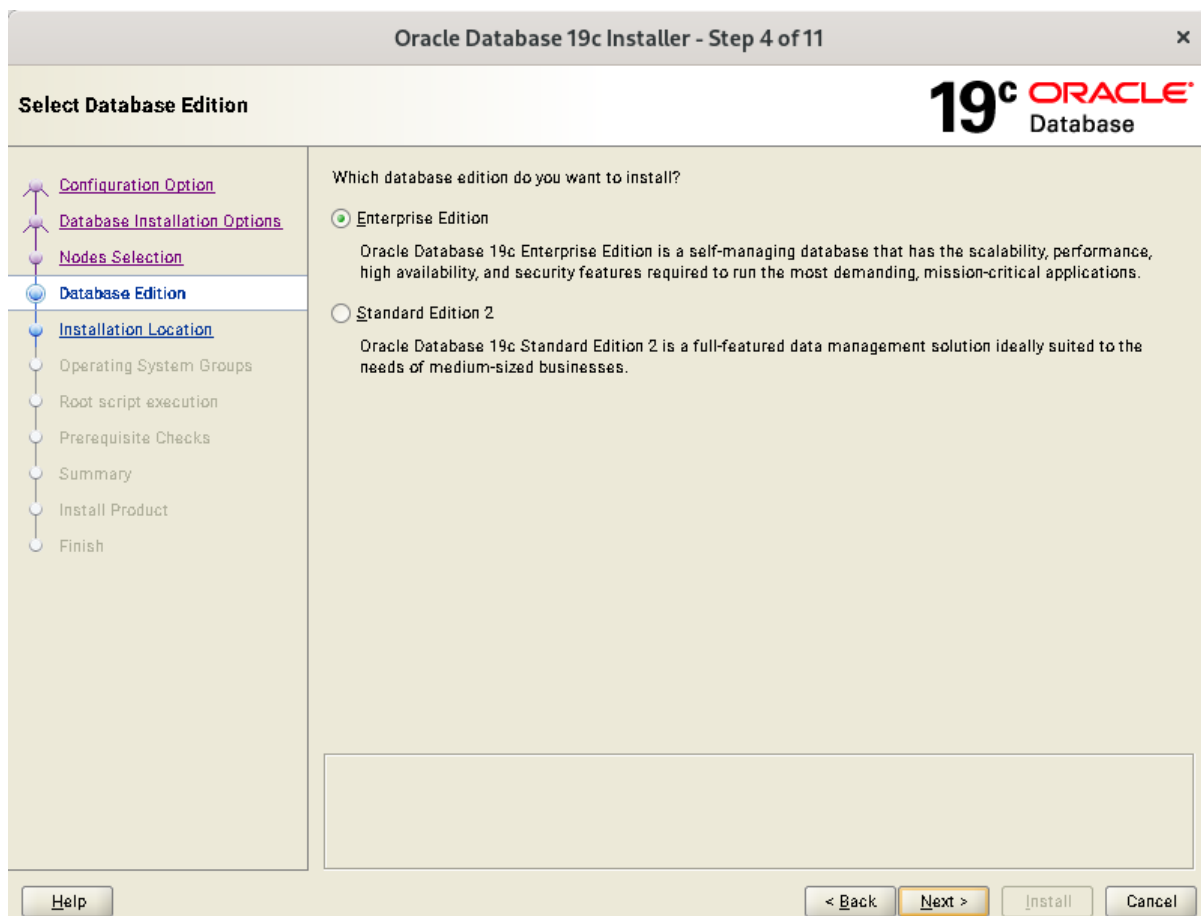 Oracle Database 19c Installer - Step 4 of 11
×
Select Database Edition
19c ORACLE
Database
Configuration Option
Database Installation Options
Nodes Selection
Database Edition
Installation Location
Operating System Groups
Root script execution
Prerequisite Checks
Summary
Install Product
Finish
Which database edition do you want to install?
Enterprise Edition
Oracle Database 19c Enterprise Edition is a self-managing database that has the scalability, performance,
high availability, and security features required to run the most demanding, mission-critical applications.
Standard Edition 2
Oracle Database 19c Standard Edition 2 is a full-featured data management solution ideally suited to the
needs of medium-sized businesses.
Help
< Back
Next >
Install
Cancel